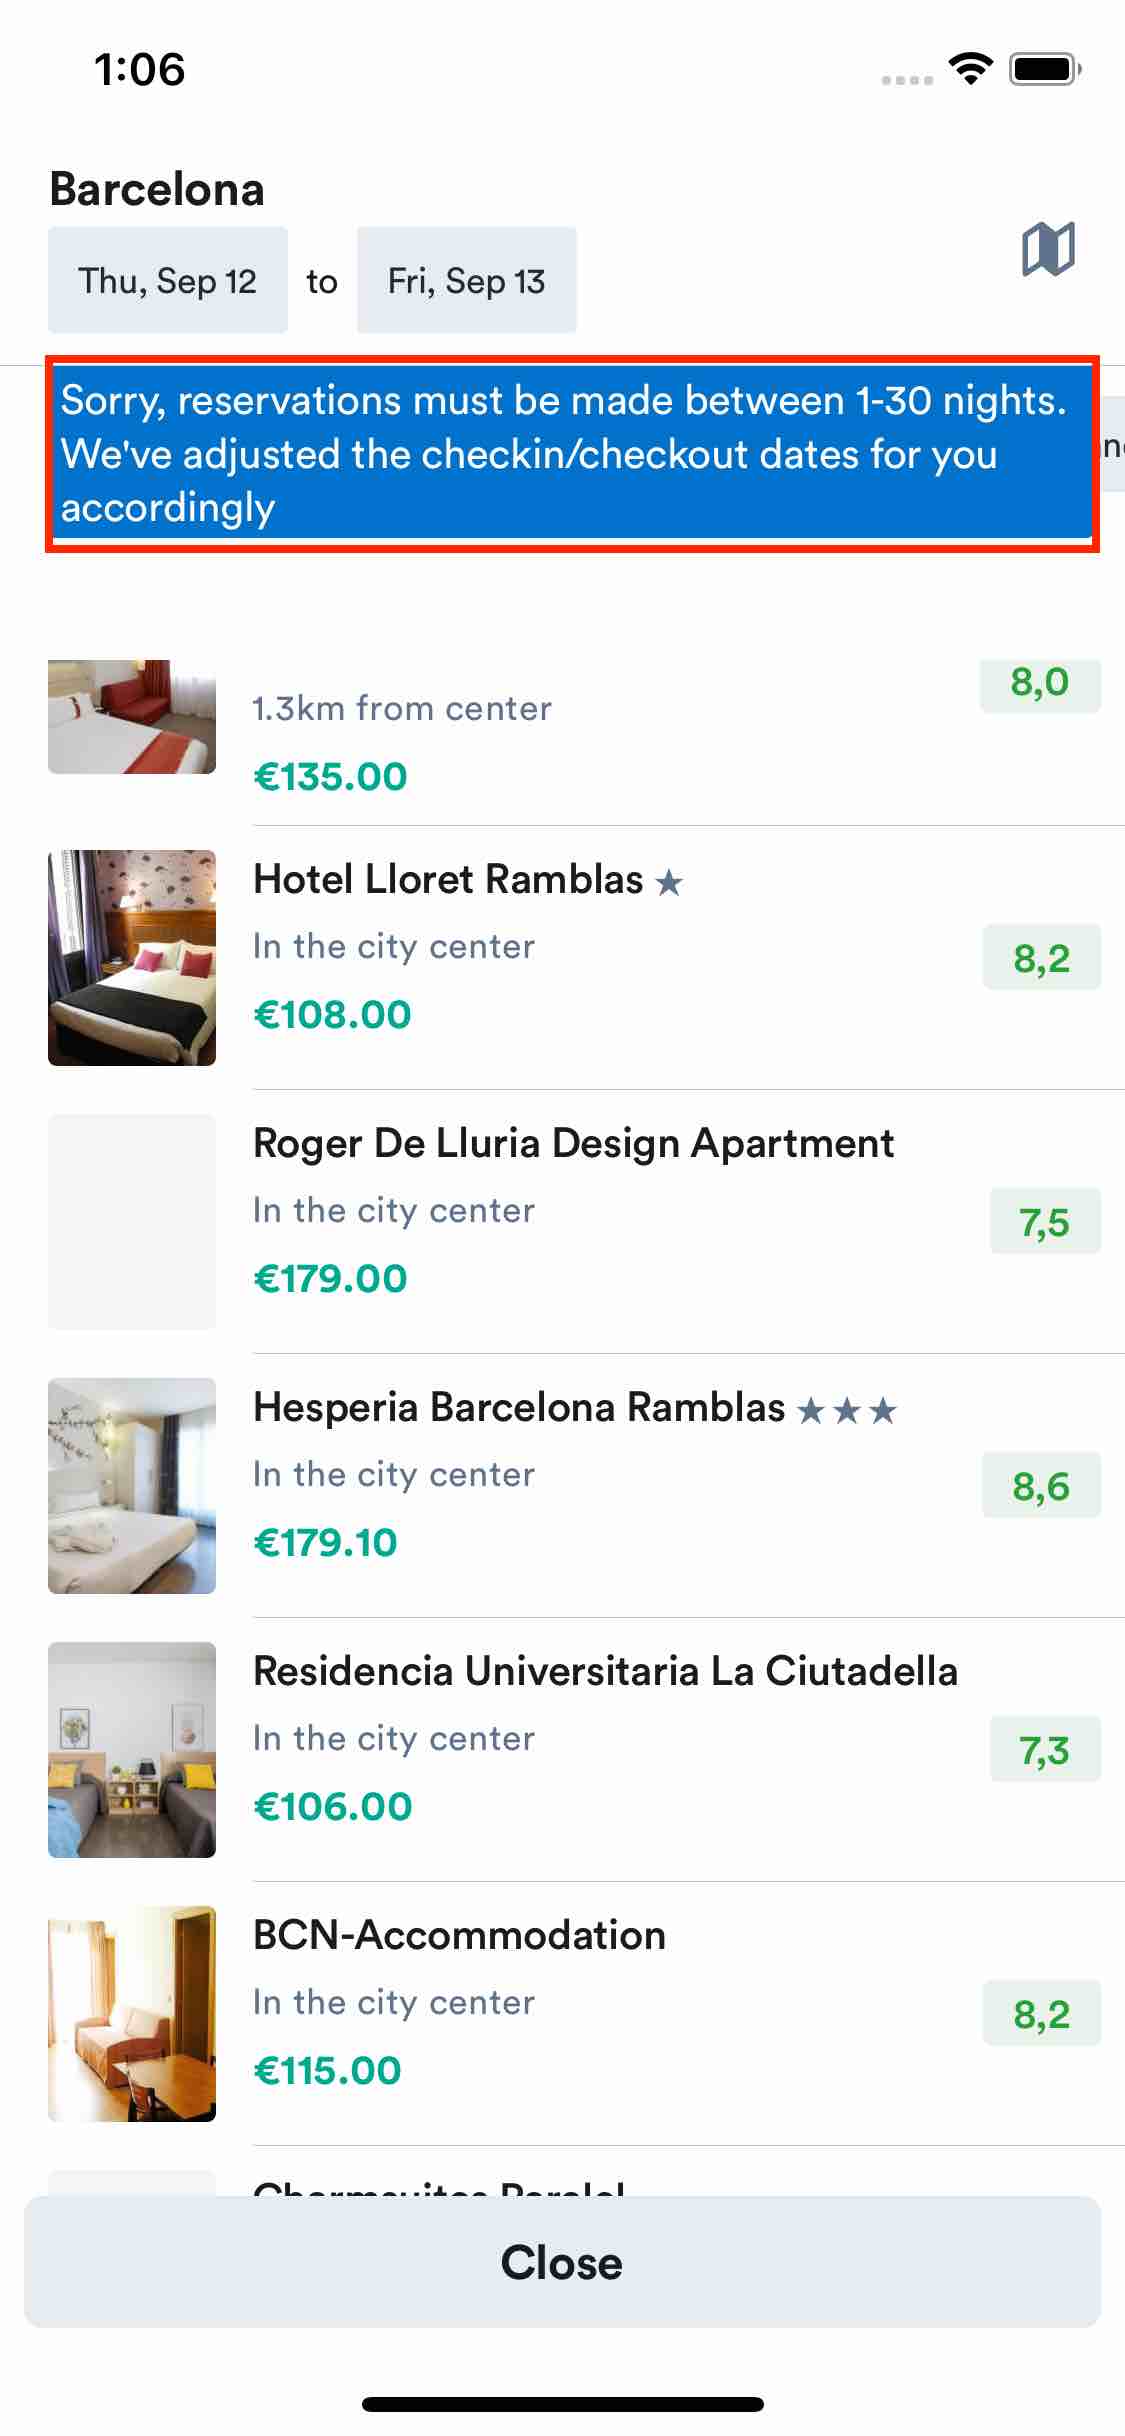 1:06
Barcelona
Thu, Sep 12 to Fri, Sep 13
Sorry, reservations must be made between 1-30 nights.
We've adjusted the checkin/checkout dates for you
accordingly
1.3km from center
8,0
€135.00
Hotel Lloret Ramblas
In the city center
8,2
€108.00
Roger De Lluria Design Apartment
In the city center
7,5
€179.00
Hesperia Barcelona Ramblas
In the city center
8,6
€179.10
Residencia Universitaria La Ciutadella
In the city center
7,3
€106.00
BCN-Accommodation
In the city center
8,2
€115.00
Close